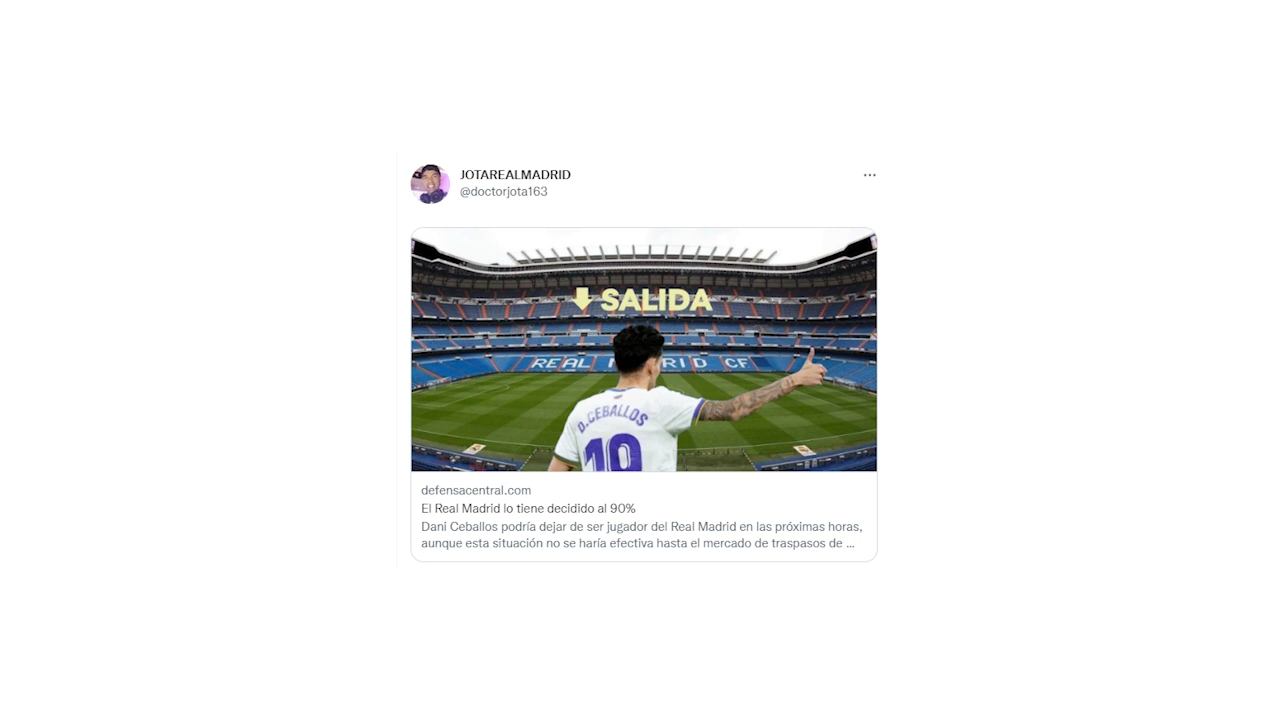 JOTAREALMADRID
@doctorjota163
SALIDA
REAL M RID CF
D.CEBALLOS
19
defensacentral.com
El Real Madrid lo tiene decidido al 90%
Dani Ceballos podría dejar de ser jugador del Real Madrid en las próximas horas,
aunque esta situación no se haría efectiva hasta el mercado de traspasos de ...